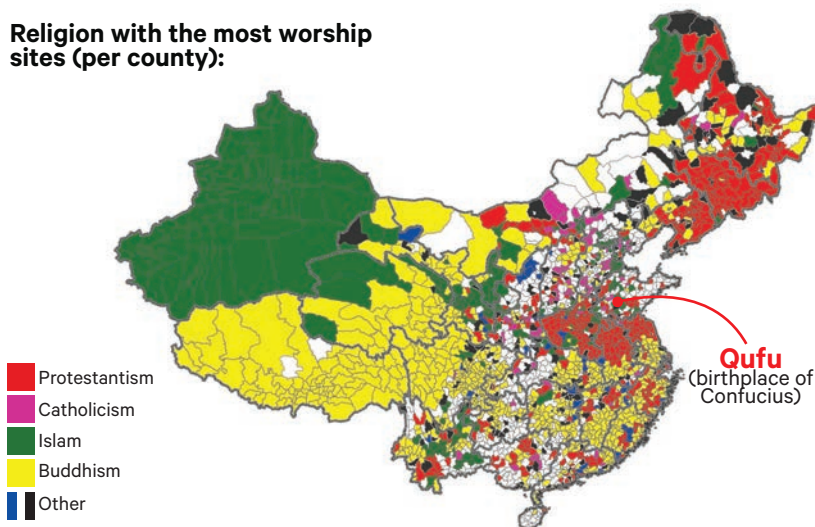 Religion with the most worship
sites (per county):
Qufu
(birthplace of
Confucius)
Protestantism
Catholicism
Islam
Buddhism
Other